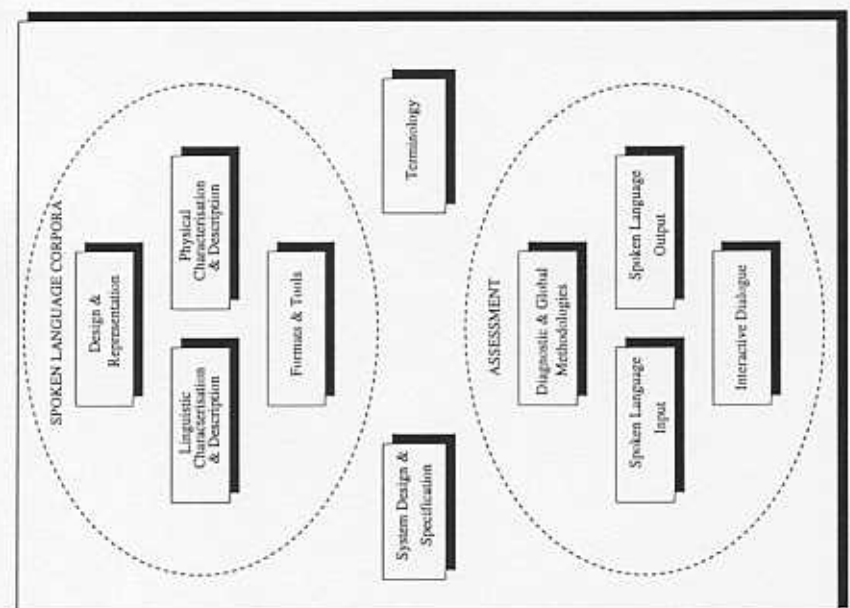 SPOKEN LANGUAGE CORPORA
Design &
Representation
Linguistic
Characterisation
& Description
Physical
Characterisation
& Description
Formats & Tools
System Design &
Specification
Terminology
ASSESSMENT
Diagnostic & Global
Methodologies
Spoken Language
Input
Spoken Language
Output
Interactive Dialogue